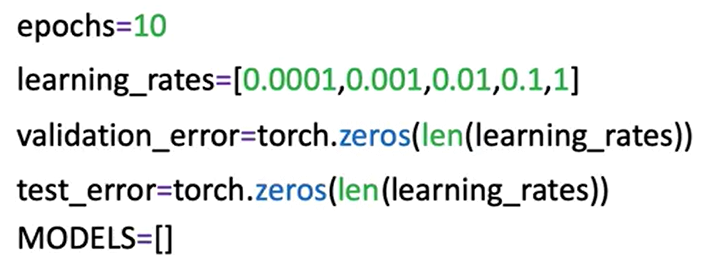 epochs=10
learning_rates=[0.0001,0.001,0.01,0.1,1]
validation_error=torch.zeros(len(learning_rates))
test_error=torch.zeros(len(learning_rates))
MODELS=[]